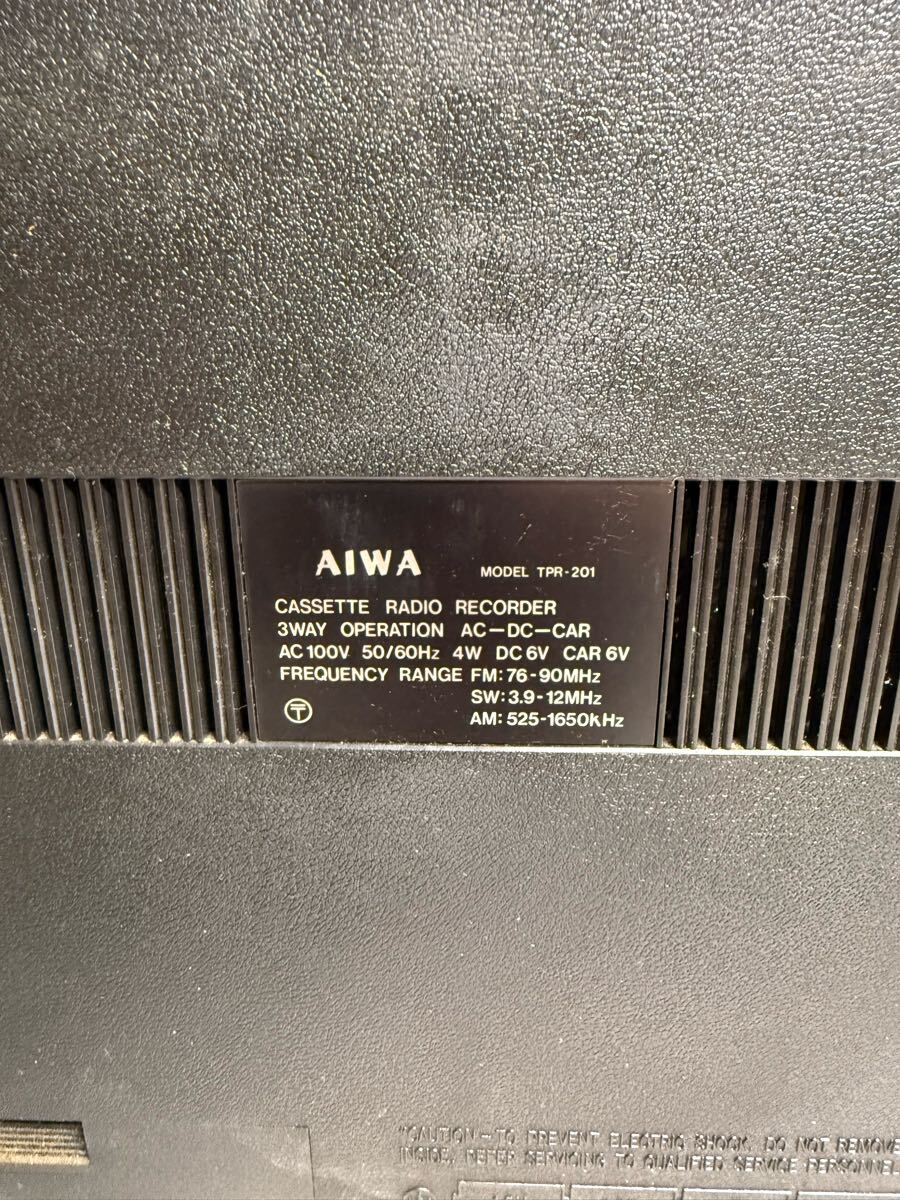 AIWA MODEL TPR-201
CASSETTE RADIO RECORDER
3WAY OPERATION AC-DC-CAR
AC 100V 50/60Hz 4W DC 6V CAR 6V
FREQUENCY RANGE FM: 76-90MHz
SW: 3.9-12MHz
AM: 525-1650kHz
"CAUTION - TO PREVENT ELECTRIC SHOCK, DO NOT REMOVE
INSIDE, REFER SERVICING TO QUALIFIED SERVICE PERSONNEL